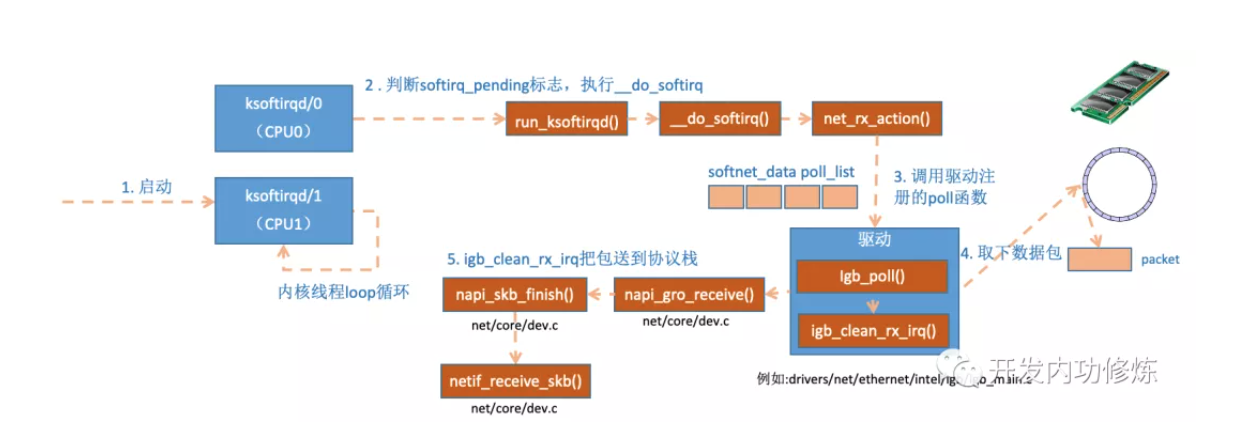 2 . 判断softirq_pending标志，执行__do_softirq
ksoftirqd/0
（CPU0）
run_ksoftirqd()
__do_softirq()
net_rx_action()
1. 启动
ksoftirqd/1
（CPU1）
内核线程loop循环
softnet_data poll_list
3. 调用驱动注
册的poll函数
驱动
Igb_poll()
igb_clean_rx_irq()
4. 取下数据包
packet
5. igb_clean_rx_irq把包送到协议栈
napi_skb_finish()
net/core/dev.c
napi_gro_receive()
net/core/dev.c
netif_receive_skb()
net/core/dev.c
例如:drivers/net/ethernet/intel/
开发内功修炼